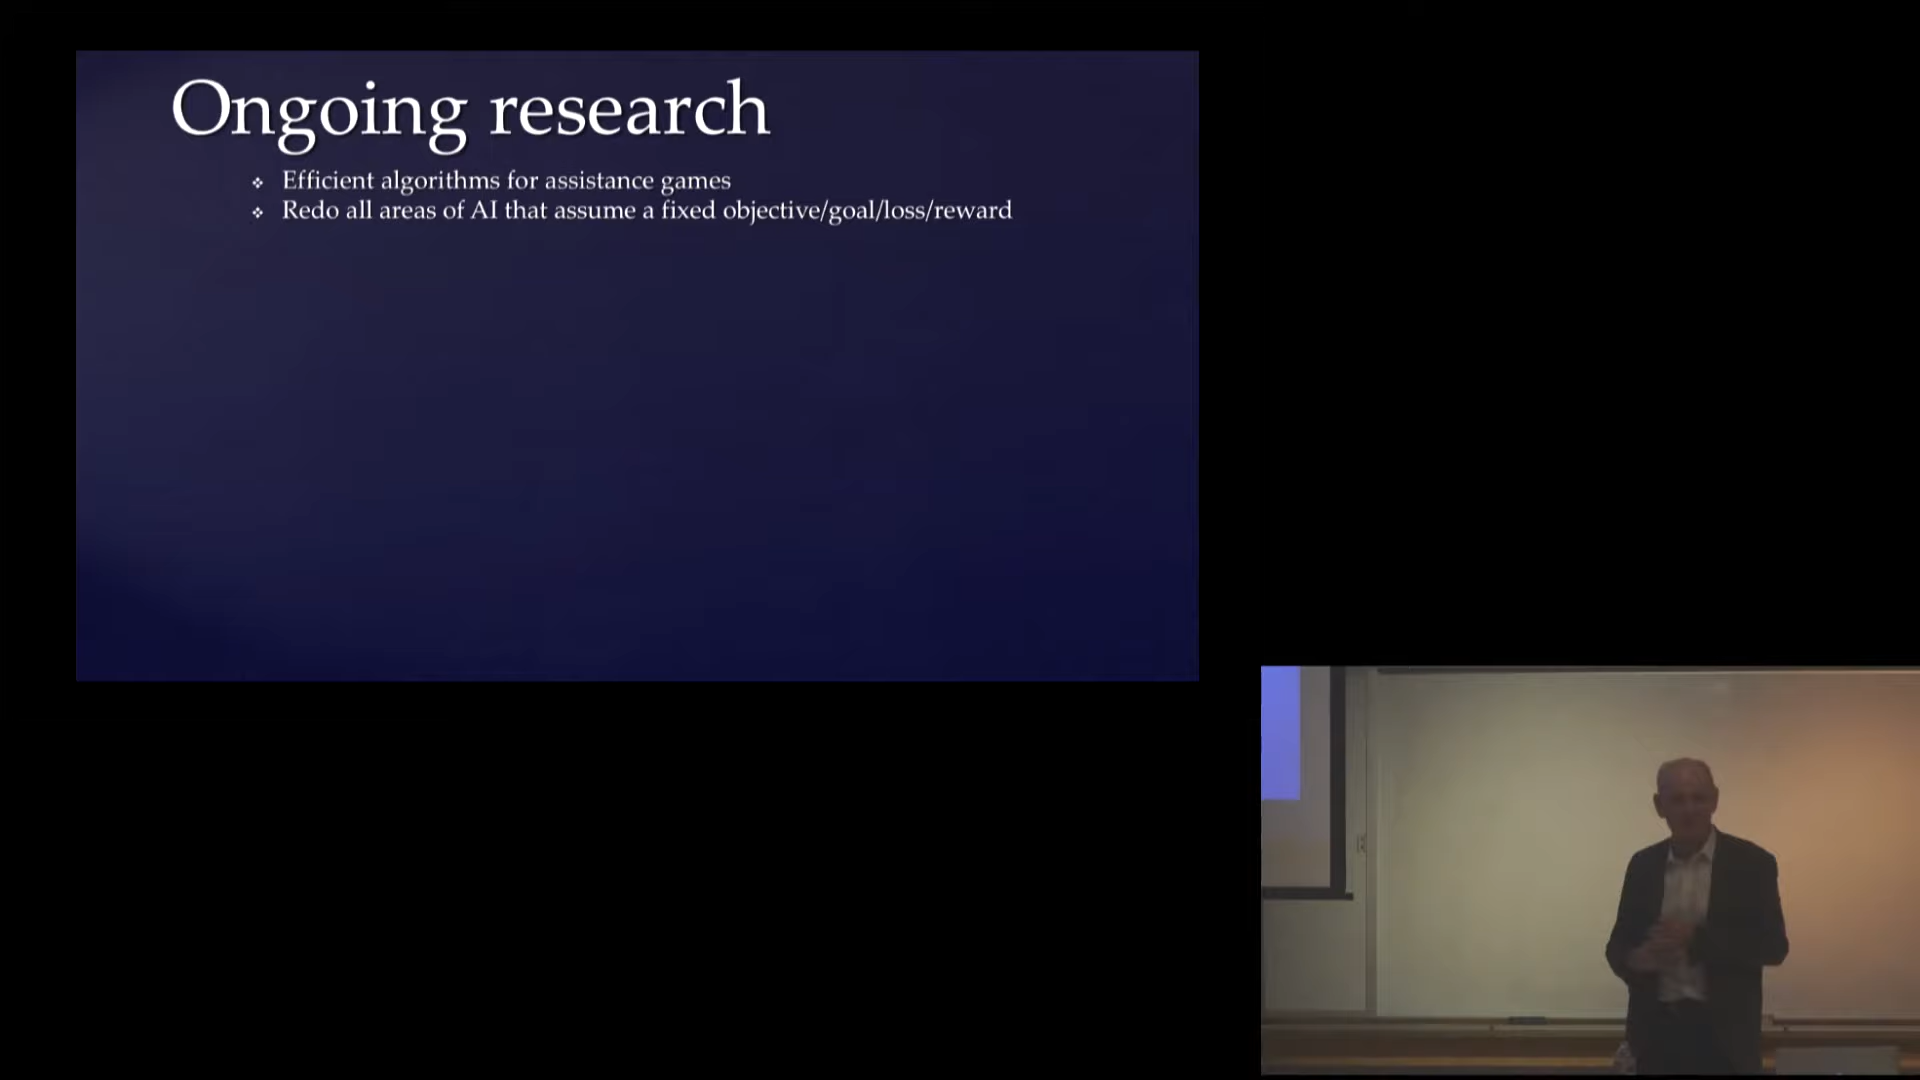 Ongoing research
Efficient algorithms for assistance games
Redo all areas of AI that assume a fixed objective/goal/loss/reward